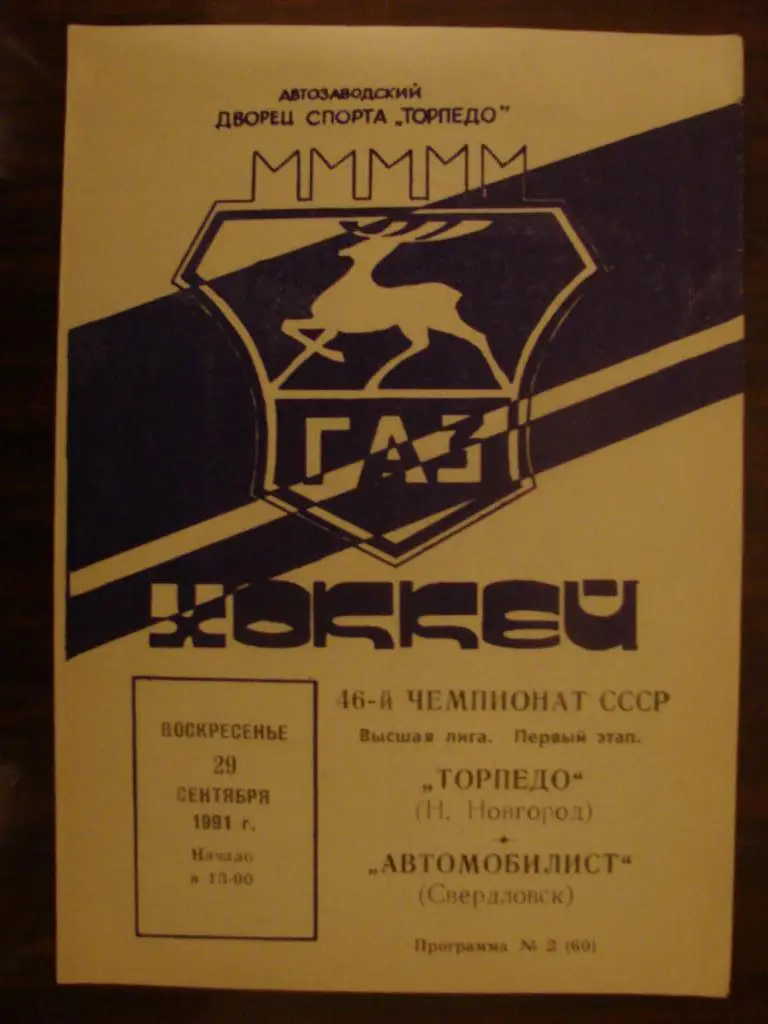 АВТОЗАВОДСКИЙ
ДВОРЕЦ СПОРТА „ТОРПЕДО"
ГАЗ
ХОККЕЙ
46-й ЧЕМПИОНАТ СССР
Высшая лига. Первый этап.
„ТОРПЕДО"
(Н. Новгород)
„АВТОМОБИЛИСТ"
(Свердловск)
Программа № 2 (60)
ВОСКРЕСЕНЬЕ
29
СЕНТЯБРЯ
1991 г.
Начало
в 13-00